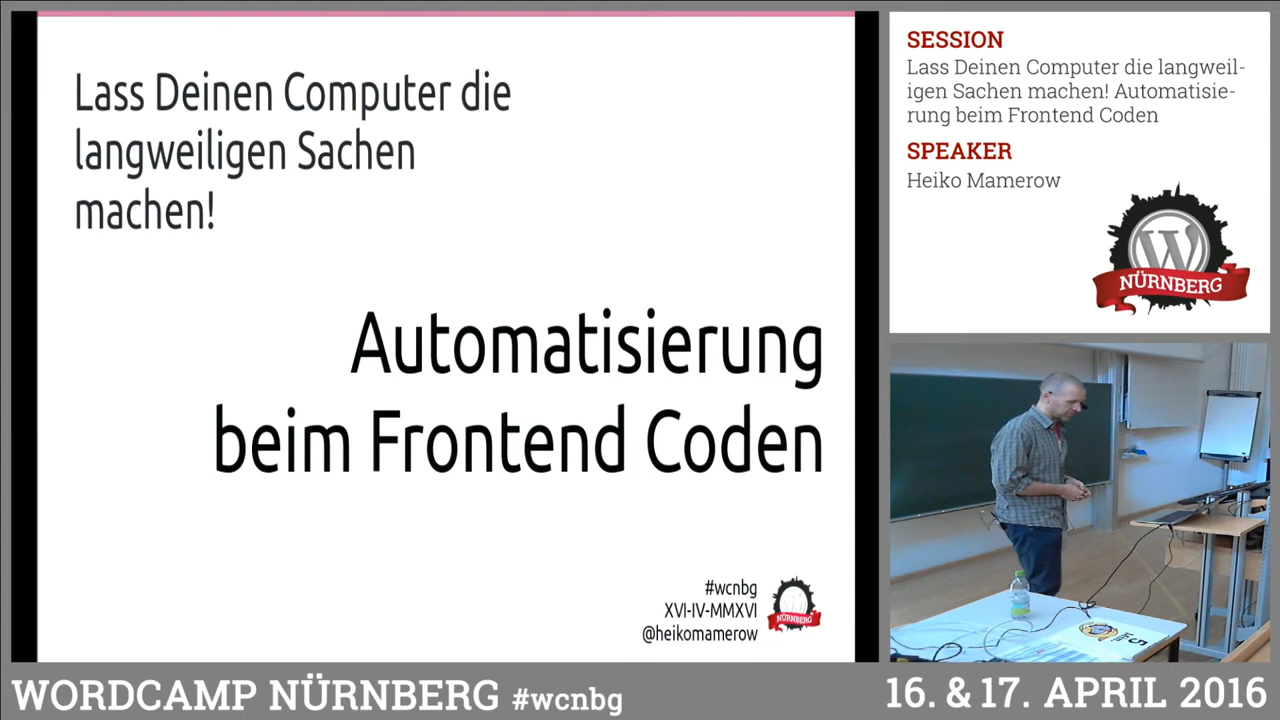 Lass Deinen Computer die
langweiligen Sachen
machen!
Automatisierung
beim Frontend Coden
#wcnbg
XVI-IV-MMXVI
@heikomamerow
NÜRNBERG
SESSION
Lass Deinen Computer die langweil-
igen Sachen machen! Automatisie-
rung beim Frontend Coden
SPEAKER
Heiko Mamerow
W
NÜRNBERG
5
WORDCAMP NÜRNBERG #wcnbg
16. & 17. APRIL 2016